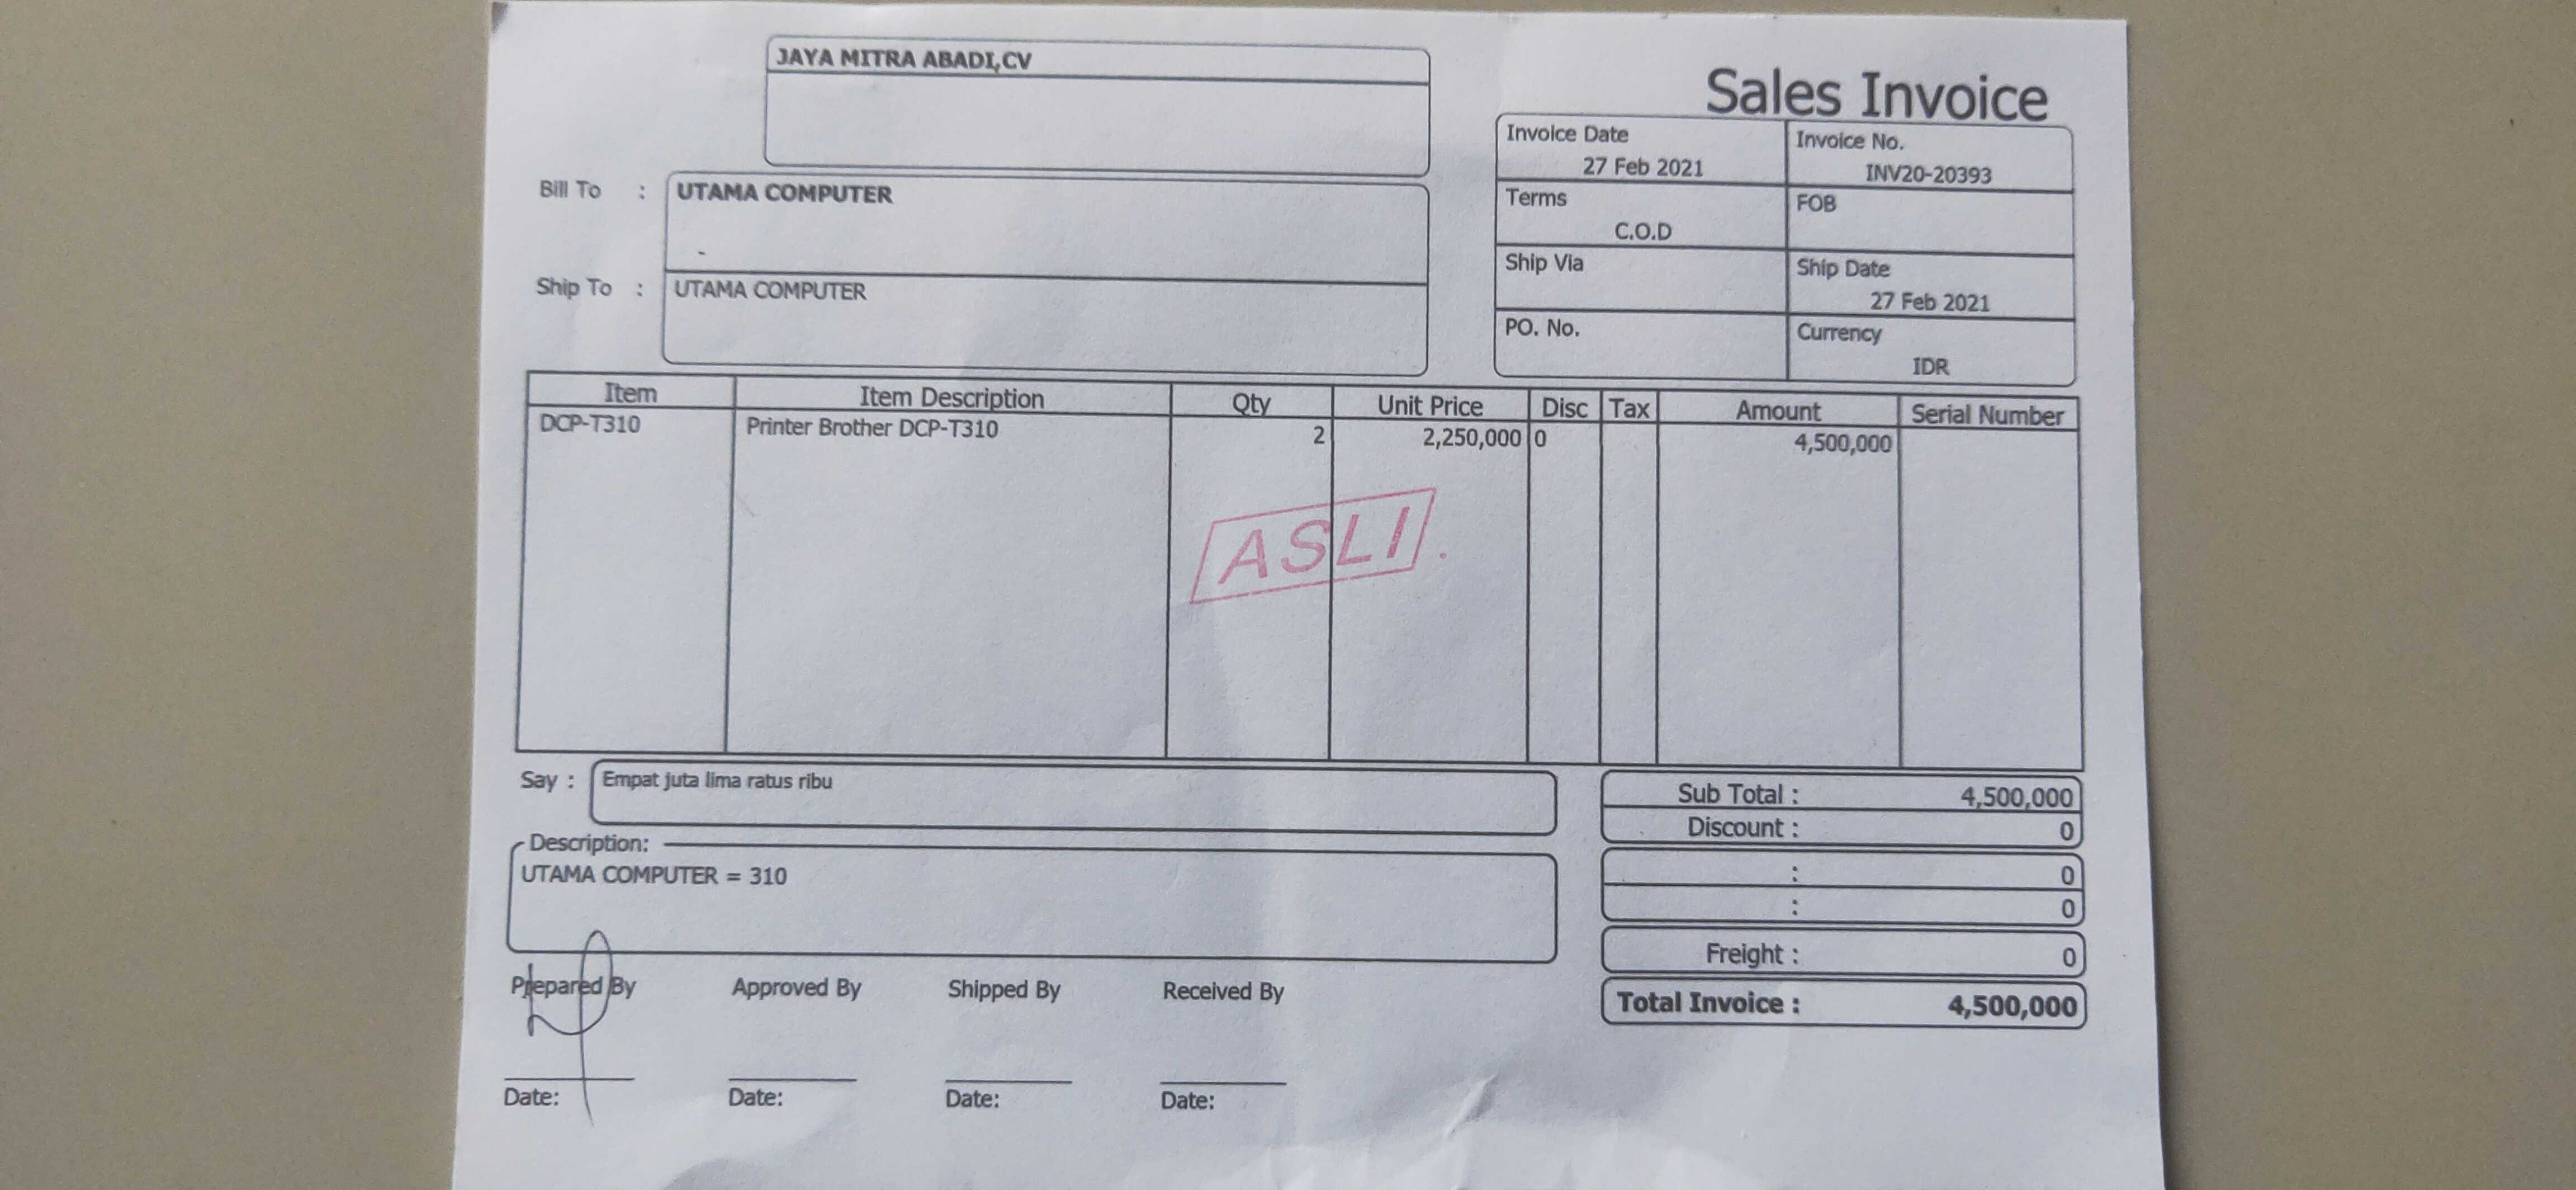 JAYA MITRA ABADI,CV
Sales Invoice
Invoice Date
27 Feb 2021
Invoice No.
INV20-20393
Bill To :
UTAMA COMPUTER
-
Terms
C.O.D
FOB
Ship Via
Ship Date
27 Feb 2021
Ship To :
UTAMA COMPUTER
PO. No.
Currency
IDR
Item Item Description Qty Unit Price Disc Tax Amount Serial Number
DCP-T310 Printer Brother DCP-T310 2 2,250,000 0 4,500,000
ASLI.
Say : Empat juta lima ratus ribu
Sub Total : 4,500,000
Discount : 0
Description:
UTAMA COMPUTER = 310
: 0
: 0
Freight : 0
Total Invoice : 4,500,000
Prepared By Approved By Shipped By Received By
Date: Date: Date: Date: